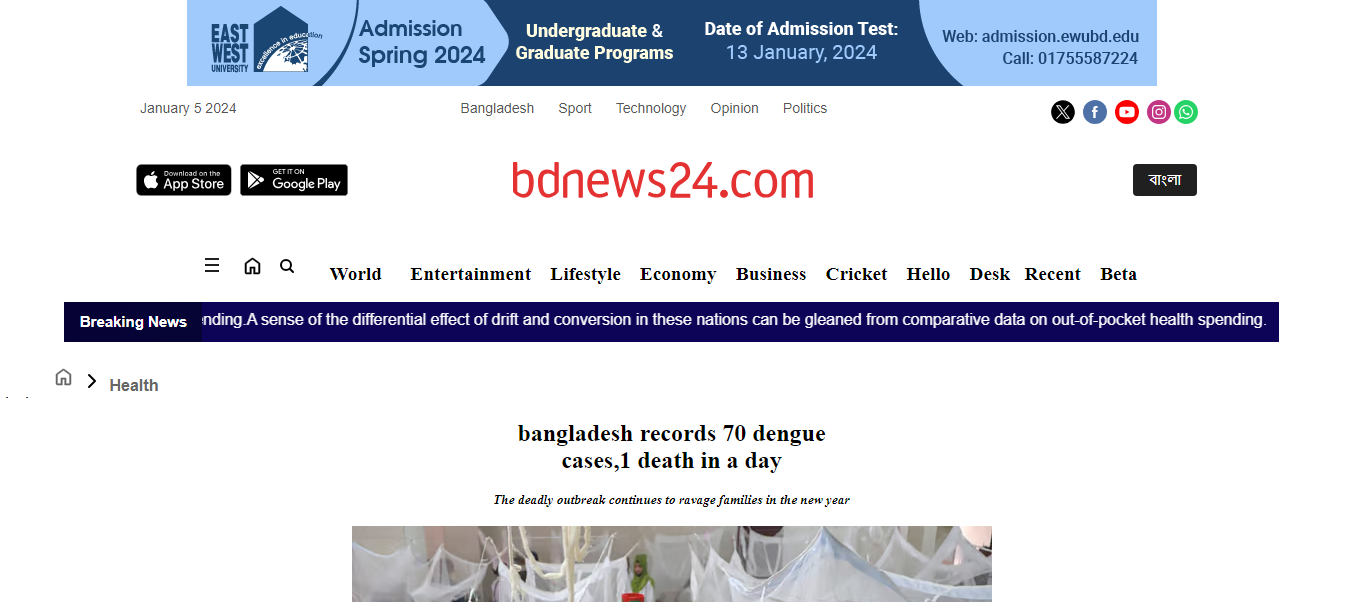 EAST
WEST
UNIVERSITY
excellence in education
Admission
Spring 2024
Undergraduate &
Graduate Programs
Date of Admission Test:
13 January, 2024
Web: admission.ewubd.edu
Call: 01755587224
January 5 2024 Bangladesh Sport Technology Opinion Politics
Download on the
App Store
GET IT ON
Google Play
bdnews24.com
বাংলা
World Entertainment Lifestyle Economy Business Cricket Hello Desk Recent Beta
Breaking News nding.A sense of the differential effect of drift and conversion in these nations can be gleaned from comparative data on out-of-pocket health spending.
Health
bangladesh records 70 dengue
cases,1 death in a day
The deadly outbreak continues to ravage families in the new year